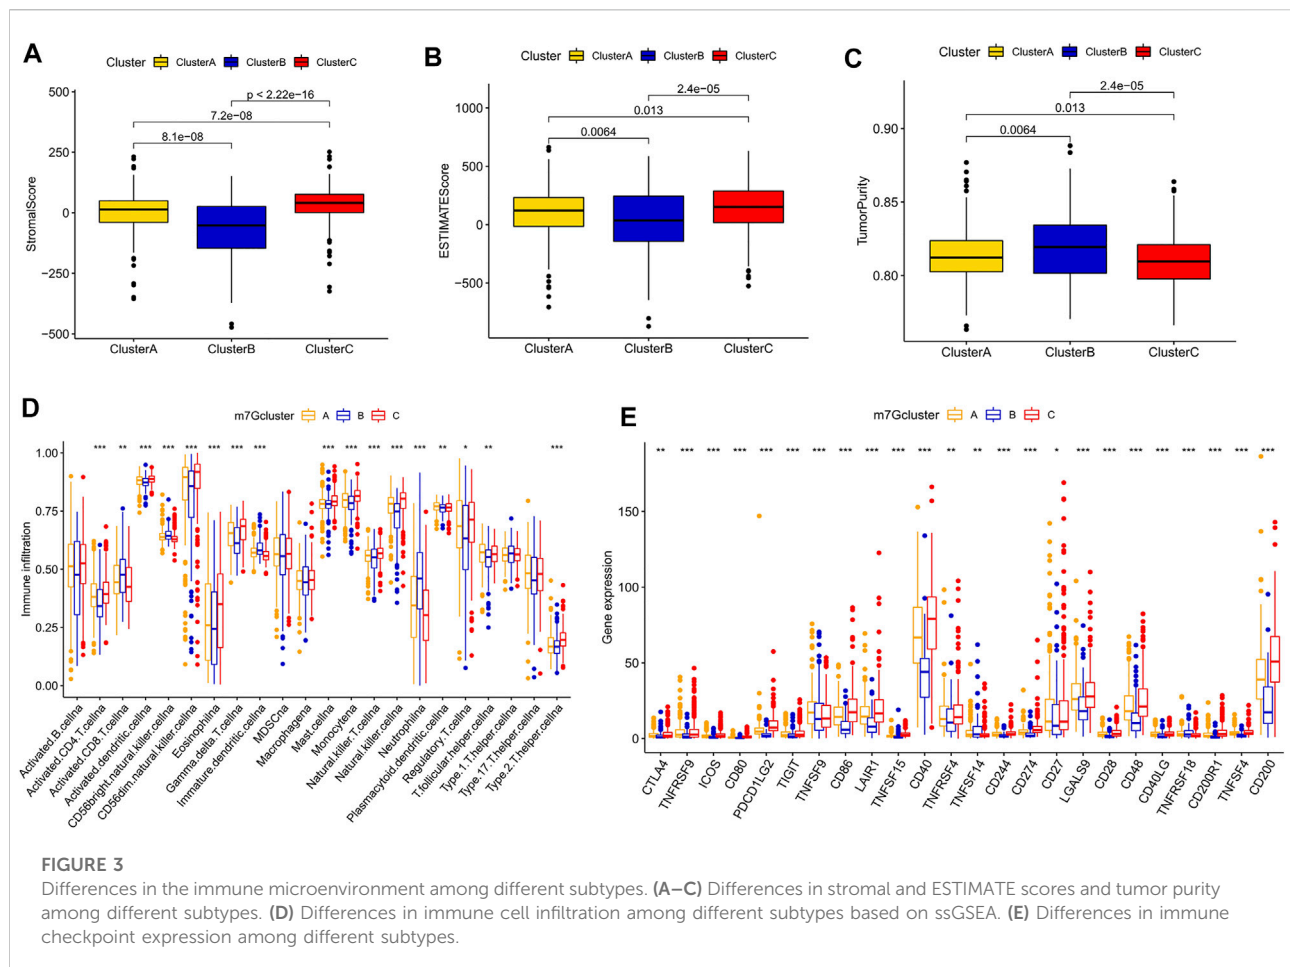 A
Cluster ClusterA ClusterB ClusterC
StromalScore
500
250
0
−250
−500
p < 2.22e−16
7.2e−08
8.1e−08
ClusterA ClusterB ClusterC
B
Cluster ClusterA ClusterB ClusterC
ESTIMATEScore
1000
500
0
−500
2.4e−05
0.013
0.0064
ClusterA ClusterB ClusterC
C
Cluster ClusterA ClusterB ClusterC
TumorPurity
0.90
0.85
0.80
2.4e−05
0.013
0.0064
ClusterA ClusterB ClusterC
D
m7Gcluster A B C
Immune infiltration
1.00
0.75
0.50
0.25
0.00
*** ** *** *** *** *** *** *** *** *** *** *** *** ** * ** ***
Activated.B.cellna
Activated.CD4.T.cellna
Activated.CD8.T.cellna
Activated.dendritic.cellna
CD56bright.natural.killer.cellna
CD56dim.natural.killer.cellna
Eosinophilna
Gamma.delta.T.cellna
Immature.dendritic.cellna
MDSCna
Macrophagena
Mast.cellna
Monocytena
Natural.killer.T.cellna
Natural.killer.cellna
Neutrophilna
Plasmacytoid.dendritic.cellna
Regulatory.T.cellna
T.follicular.helper.cellna
Type.1.T.helper.cellna
Type.17.T.helper.cellna
Type.2.T.helper.cellna
E
m7Gcluster A B C
Gene expression
150
100
50
0
** *** *** *** *** *** *** *** *** *** *** ** ** *** *** * *** *** *** *** *** *** *** ***
CTLA4
TNFRSF9
ICOS
CD80
PDCD1LG2
TIGIT
TNFSF9
CD86
LAIR1
TNFSF15
CD40
TNFRSF4
TNFSF14
CD244
CD274
CD27
LGALS9
CD28
CD48
CD40LG
TNFRSF18
CD200R1
TNFSF4
CD200
FIGURE 3
Differences in the immune microenvironment among different subtypes. (A–C) Differences in stromal and ESTIMATE scores and tumor purity
among different subtypes. (D) Differences in immune cell infiltration among different subtypes based on ssGSEA. (E) Differences in immune
checkpoint expression among different subtypes.